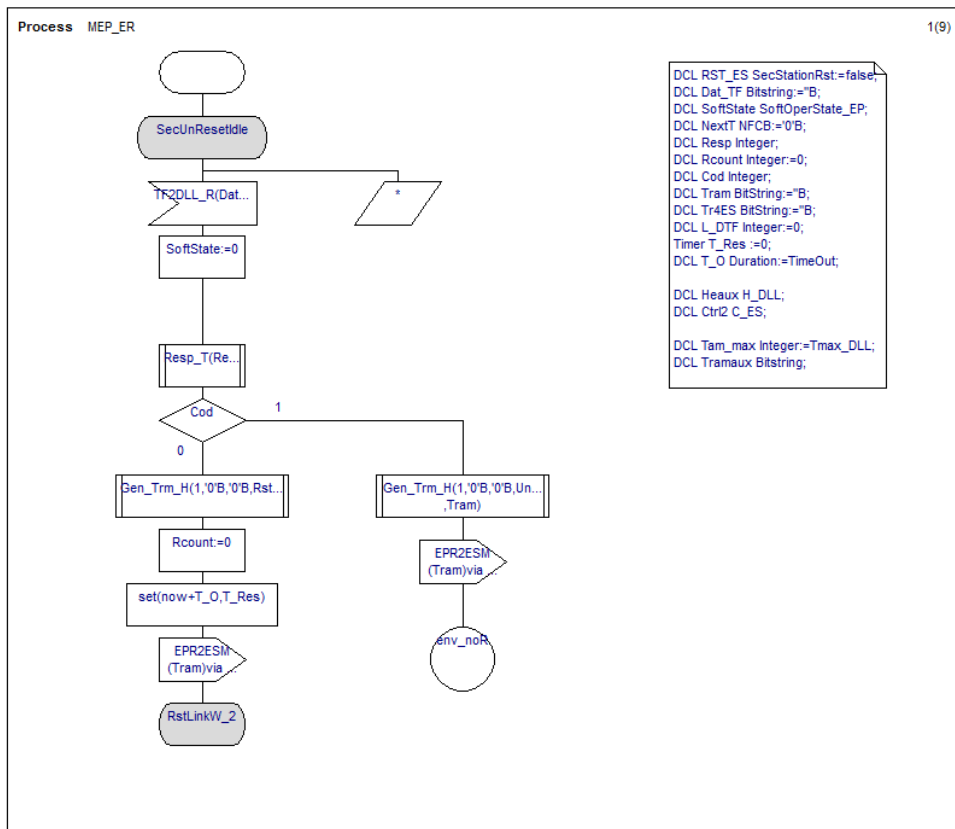 Process MEP_ER
1(9)
SecUnResetIdle
TF2DLL_R(Dat...
*
SoftState:=0
Resp_T(Re...
Cod
1
0
Gen_Trm_H(1,'0'B,'0'B,Rst...
Gen_Trm_H(1,'0'B,'0'B,Un...
,Tram)
Rcount:=0
EPR2ESM
(Tram)via ...
set(now+T_O,T_Res)
EPR2ESM
(Tram)via ...
env_noR
RstLinkW_2
DCL RST_ES SecStationRst:=false;
DCL Dat_TF Bitstring:=''B;
DCL SoftState SoftOperState_EP;
DCL NextT NFCB:='0'B;
DCL Resp Integer;
DCL Rcount Integer:=0;
DCL Cod Integer;
DCL Tram BitString:=''B;
DCL Tr4ES BitString:=''B;
DCL L_DTF Integer:=0;
Timer T_Res :=0;
DCL T_O Duration:=TimeOut;
DCL Heaux H_DLL;
DCL Ctrl2 C_ES;
DCL Tam_max Integer:=Tmax_DLL;
DCL Tramaux Bitstring;